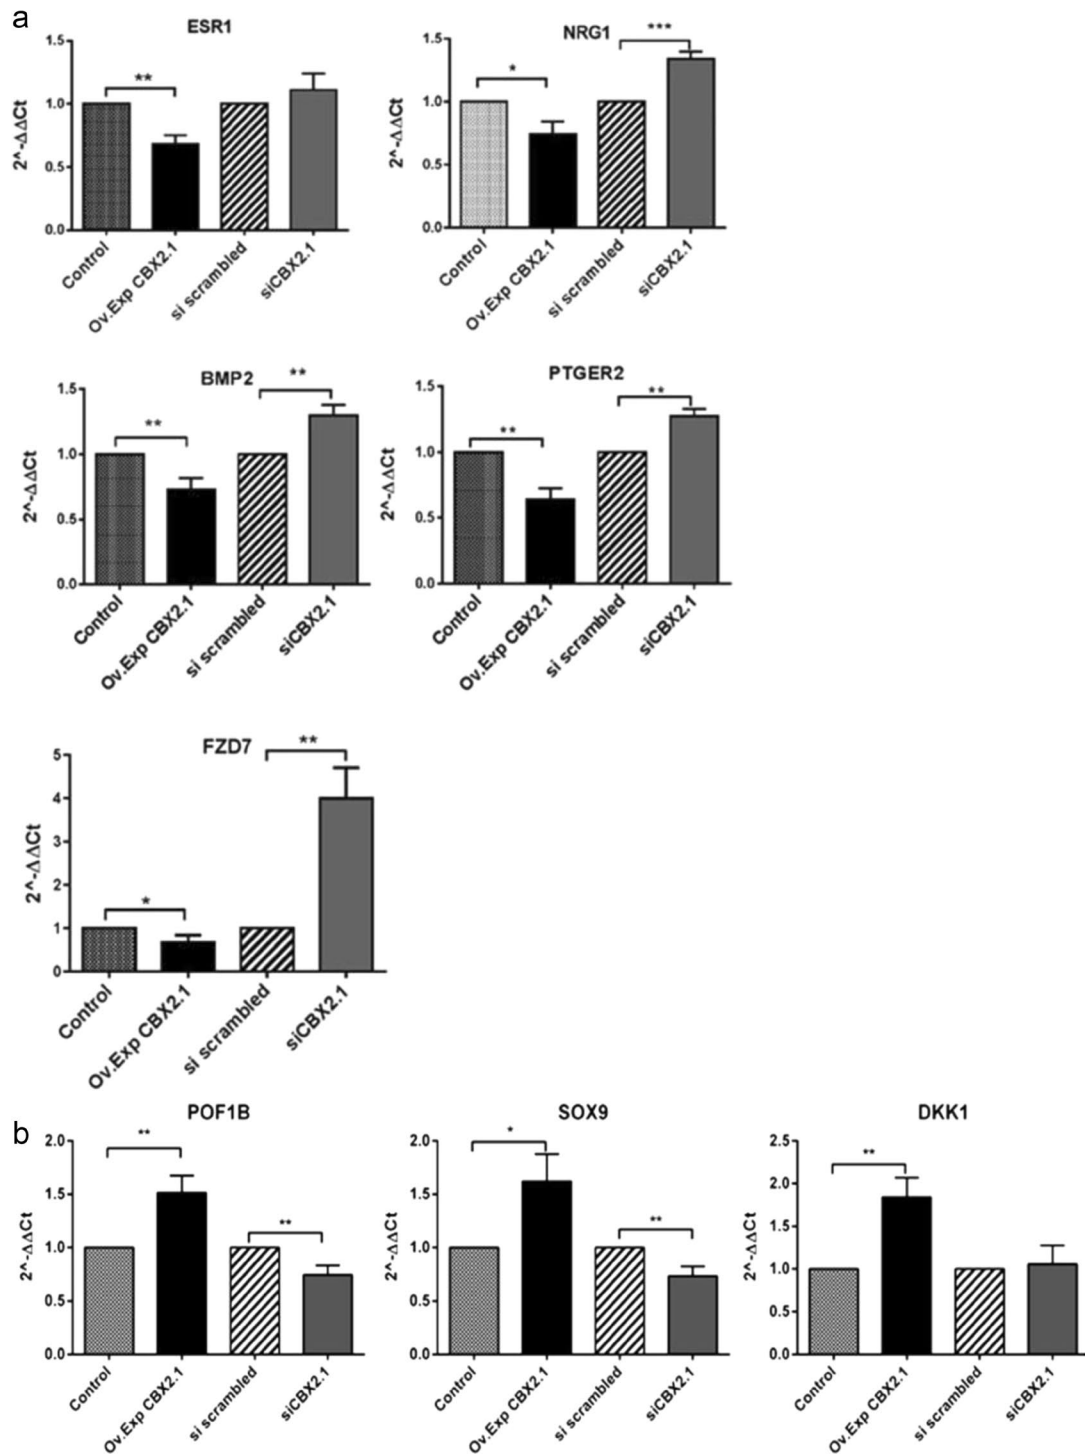 a
ESR1
2^-ΔΔCt
1.5
1.0
0.5
0.0
**
Control
Ov.Exp CBX2.1
si scrambled
siCBX2.1
NRG1
2^-ΔΔCt
1.5
1.0
0.5
0.0
*
***
Control
Ov.Exp CBX2.1
si scrambled
siCBX2.1
BMP2
2^-ΔΔCt
1.5
1.0
0.5
0.0
**
**
Control
Ov.Exp CBX2.1
si scrambled
siCBX2.1
PTGER2
2^-ΔΔCt
1.5
1.0
0.5
0.0
**
**
Control
Ov.Exp CBX2.1
si scrambled
siCBX2.1
FZD7
2^-ΔΔCt
5
4
3
2
1
0
*
**
Control
Ov.Exp CBX2.1
si scrambled
siCBX2.1
b
POF1B
2^-ΔΔCt
2.0
1.5
1.0
0.5
0.0
**
**
Control
Ov.Exp CBX2.1
si scrambled
siCBX2.1
SOX9
2^-ΔΔCt
2.0
1.5
1.0
0.5
0.0
*
**
Control
Ov.Exp CBX2.1
si scrambled
siCBX2.1
DKK1
2^-ΔΔCt
2.5
2.0
1.5
1.0
0.5
0.0
**
Control
Ov.Exp CBX2.1
si scrambled
siCBX2.1